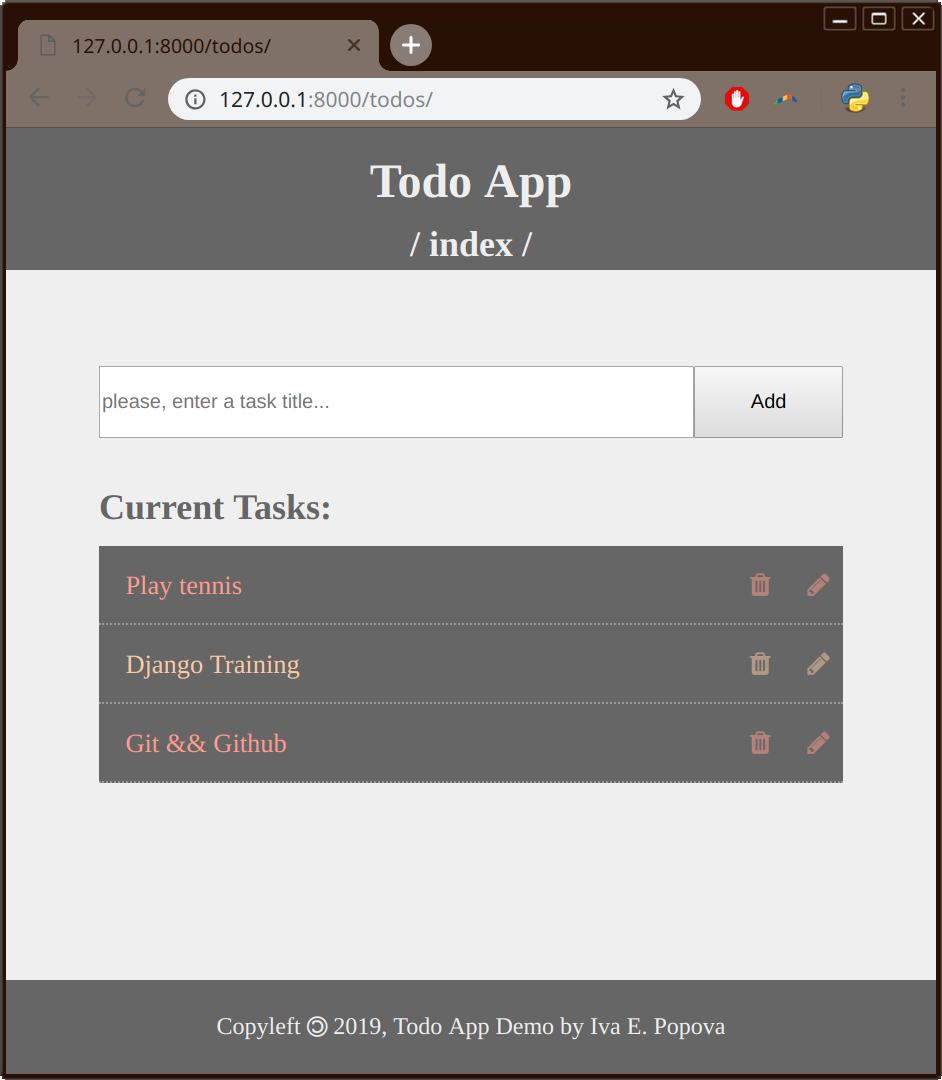 127.0.0.1:8000/todos/
127.0.0.1:8000/todos/
Todo App
/ index /
please, enter a task title...
Add
Current Tasks:
Play tennis
Django Training
Git && Github
Copyleft 🄯 2019, Todo App Demo by Iva E. Popova